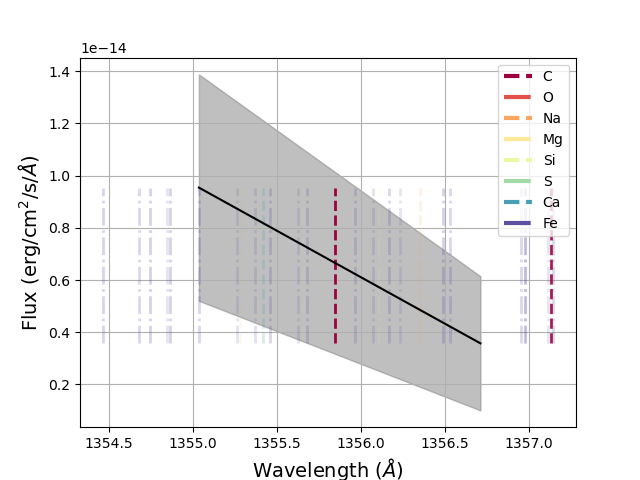 1e−14
1.4
1.2
1.0
0.8
0.6
0.4
0.2
Flux (erg/cm²/s/Å)
C
O
Na
Mg
Si
S
Ca
Fe
1354.5 1355.0 1355.5 1356.0 1356.5 1357.0
Wavelength (Å)